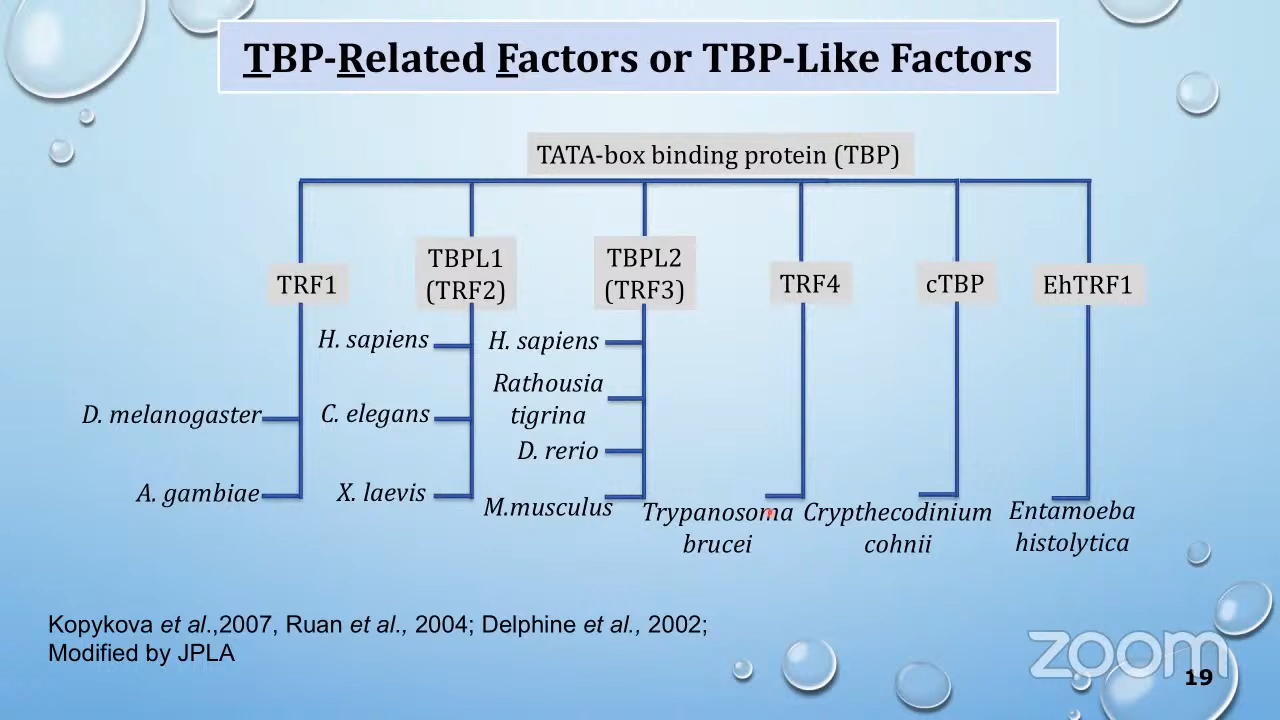 TBP-Related Factors or TBP-Like Factors
TATA-box binding protein (TBP)
TRF1
TBPL1
(TRF2)
TBPL2
(TRF3)
TRF4
cTBP
EhTRF1
D. melanogaster
A. gambiae
H. sapiens
C. elegans
X. laevis
H. sapiens
Rathousia
tigrina
D. rerio
M.musculus
Trypanosoma
brucei
Crypthecodinium
cohnii
Entamoeba
histolytica
Kopykova et al.,2007, Ruan et al., 2004; Delphine et al., 2002;
Modified by JPLA
zoom
19